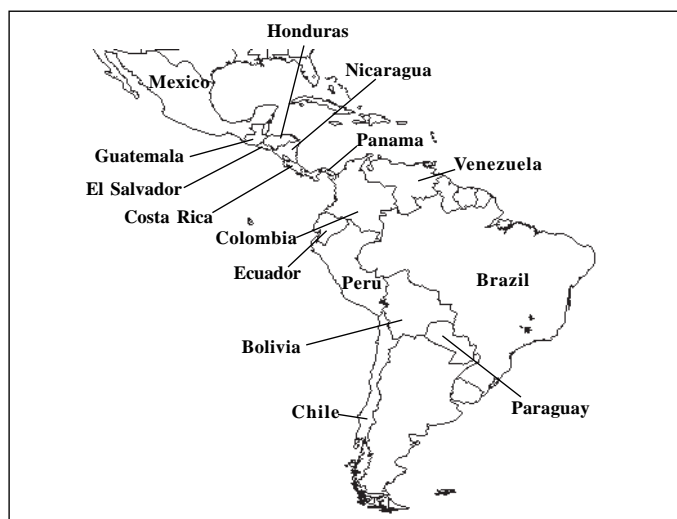 Honduras
Nicaragua
Mexico
Panama
Guatemala
Venezuela
El Salvador
Costa Rica
Colombia
Ecuador
Peru
Brazil
Bolivia
Chile
Paraguay